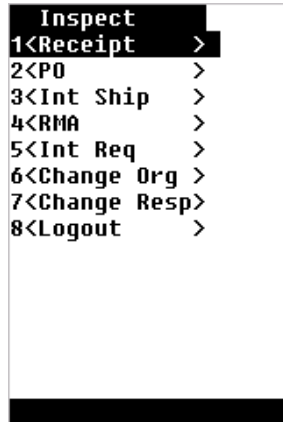 Inspect
1<Receipt >
2<PO >
3<Int Ship >
4<RMA >
5<Int Req >
6<Change Org >
7<Change Resp>
8<Logout >